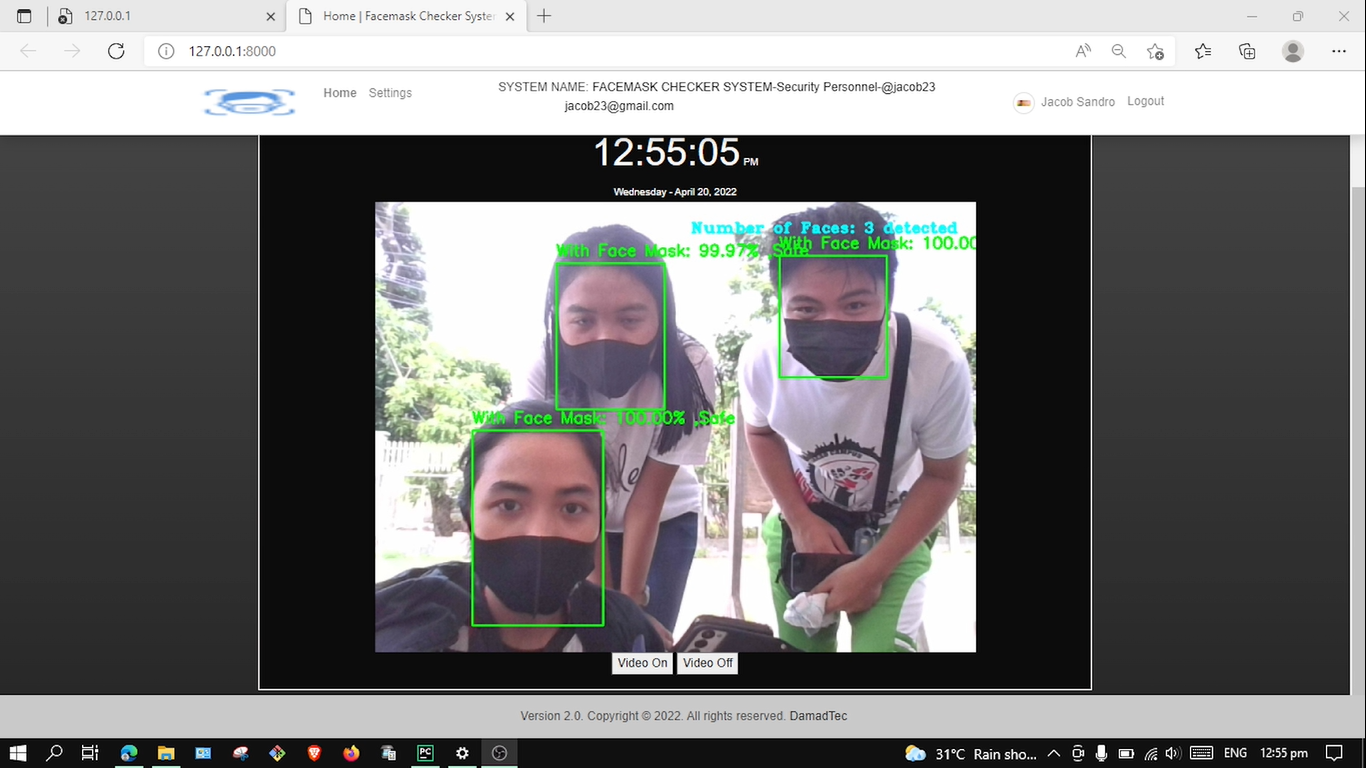 127.0.0.1
Home | Facemask Checker Syster
127.0.0.1:8000
Home
Settings
SYSTEM NAME: FACEMASK CHECKER SYSTEM-Security Personnel-@jacob23
jacob23@gmail.com
Jacob Sandro
Logout
12:55:05 PM
Wednesday - April 20, 2022
Number of Faces: 3 detected
With Face Mask: 99.97% ,Safe
With Face Mask: 100.00
With Face Mask: 100.00% ,Safe
Video On
Video Off
Version 2.0. Copyright © 2022. All rights reserved. DamadTec
PC
31°C Rain sho...
ENG
12:55 pm